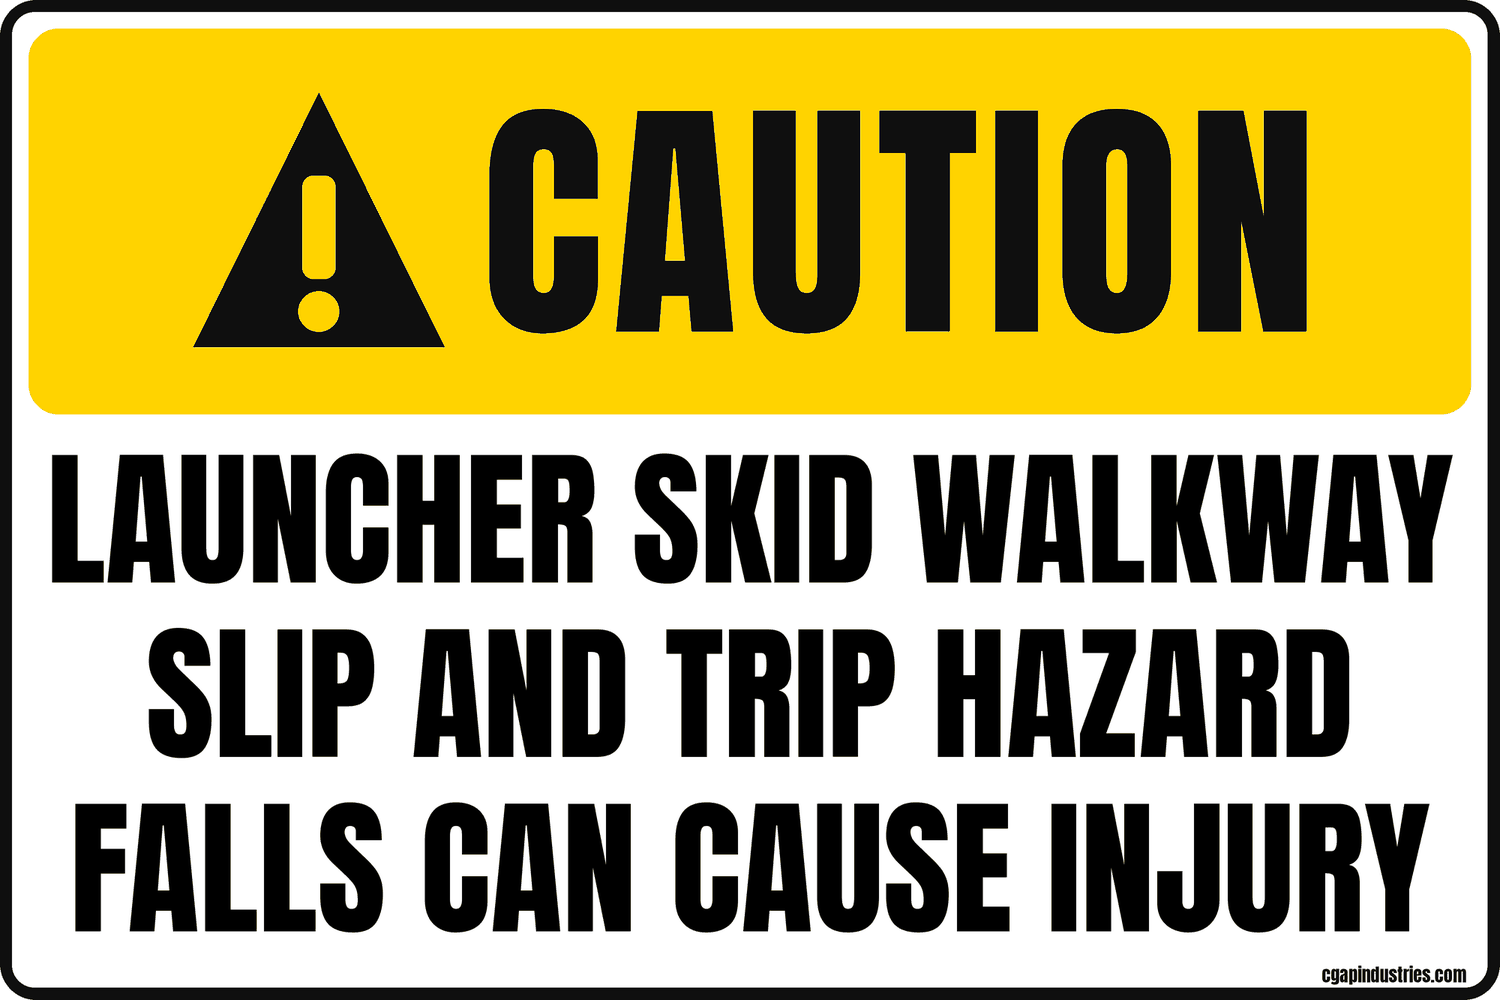 CAUTION
LAUNCHER SKID WALKWAY
SLIP AND TRIP HAZARD
FALLS CAN CAUSE INJURY
cgapindustries.com